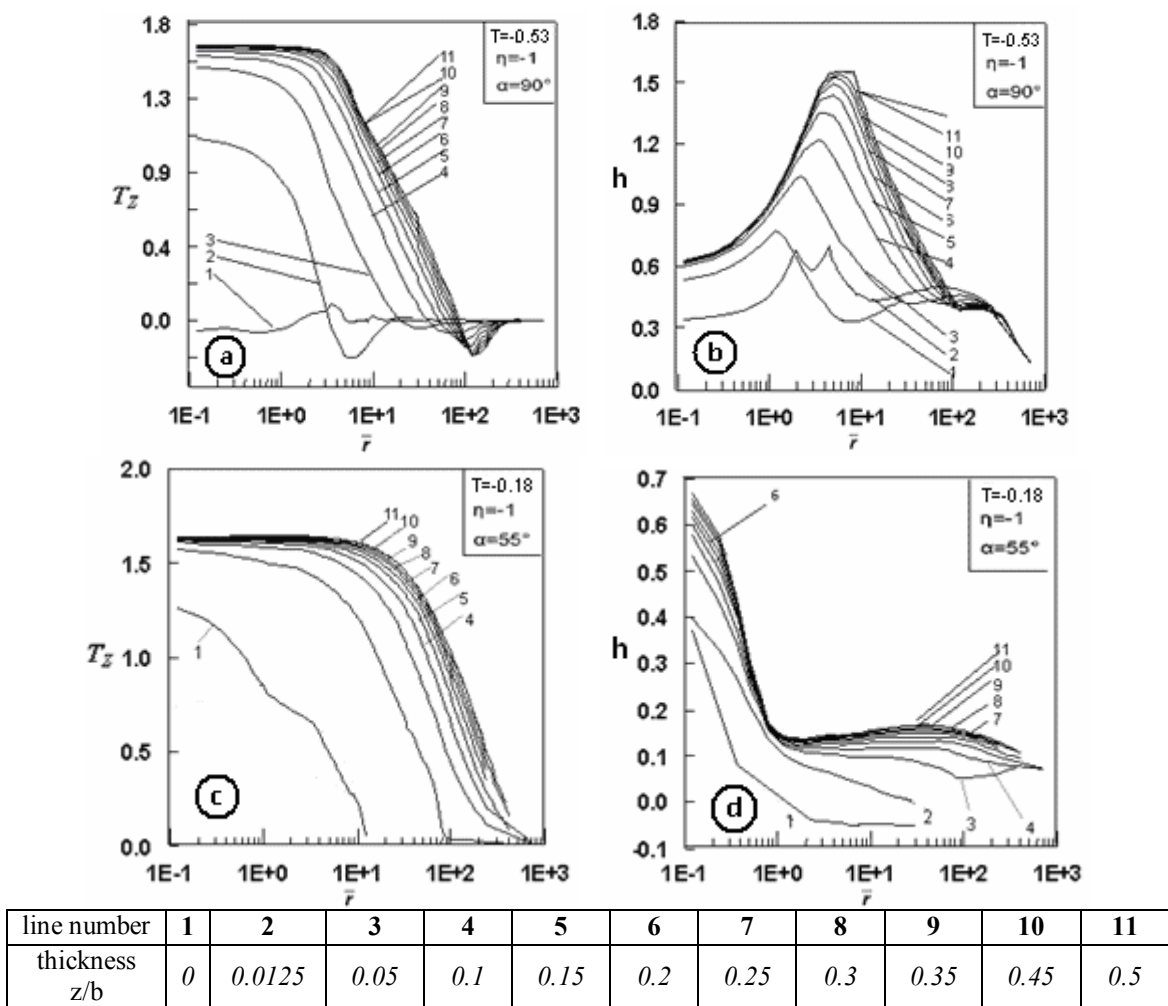 1.8
1.3
0.9
0.4
0.0
T_Z
T=-0.53
η=-1
α=90°
11
10
9
8
7
6
5
4
3
2
1
a
1E-1 1E+0 1E+1 1E+2 1E+3
r̄
1.8
1.5
1.2
0.9
0.6
0.3
0.0
h
T=-0.53
η=-1
α=90°
11
10
9
8
7
6
5
4
3
2
b
1E-1 1E+0 1E+1 1E+2 1E+3
r̄
2.0
1.5
1.0
0.5
0.0
T_Z
T=-0.18
η=-1
α=55°
11 10
9
8
7
6
5
4
1
c
1E-1 1E+0 1E+1 1E+2 1E+3
r̄
0.7
0.6
0.5
0.4
0.3
0.2
0.1
0.0
-0.1
h
T=-0.18
η=-1
α=55°
6
11
10
9
8
7
1
2
3
4
d
1E-1 1E+0 1E+1 1E+2 1E+3
r̄
line number 1 2 3 4 5 6 7 8 9 10 11
thickness
z/b 0 0.0125 0.05 0.1 0.15 0.2 0.25 0.3 0.35 0.45 0.5